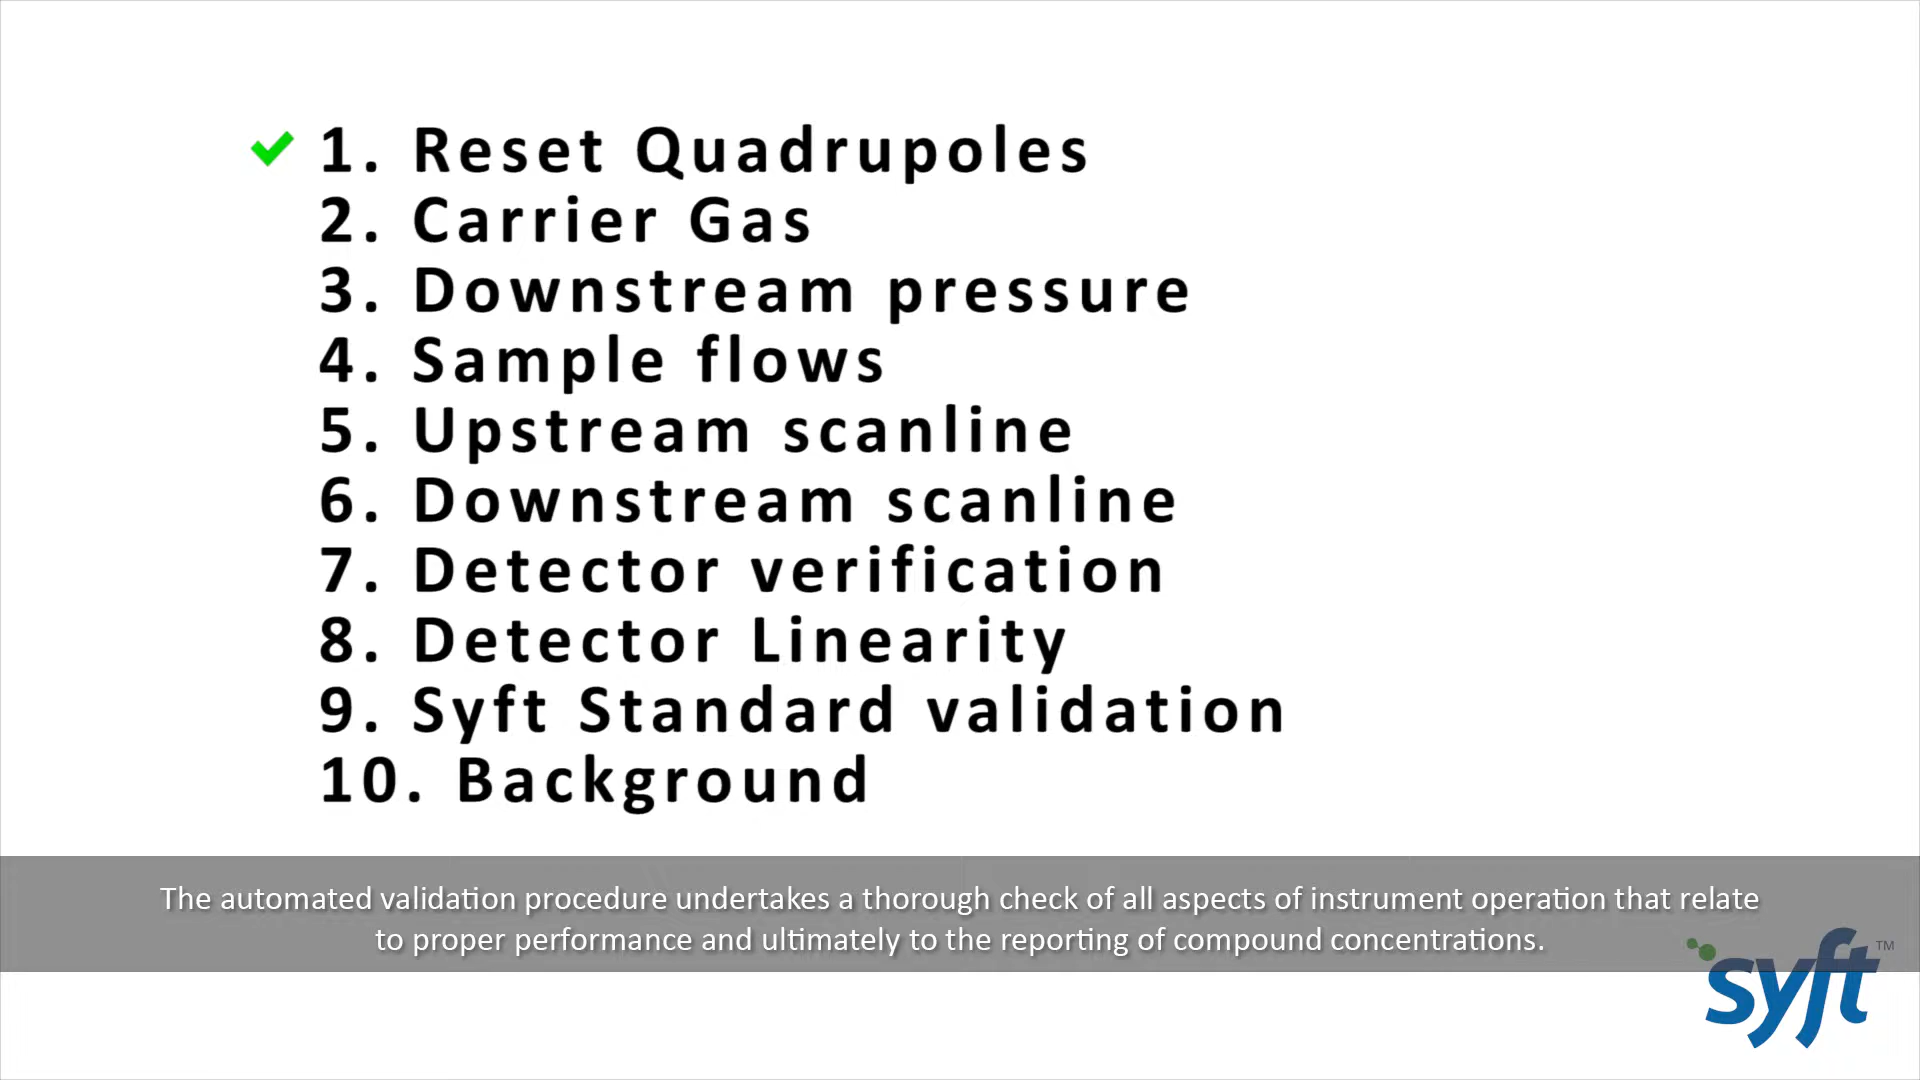 1. Reset Quadrupoles
2. Carrier Gas
3. Downstream pressure
4. Sample flows
5. Upstream scanline
6. Downstream scanline
7. Detector verification
8. Detector Linearity
9. Syft Standard validation
10. Background
The automated validation procedure undertakes a thorough check of all aspects of instrument operation that relate
to proper performance and ultimately to the reporting of compound concentrations.
syft™